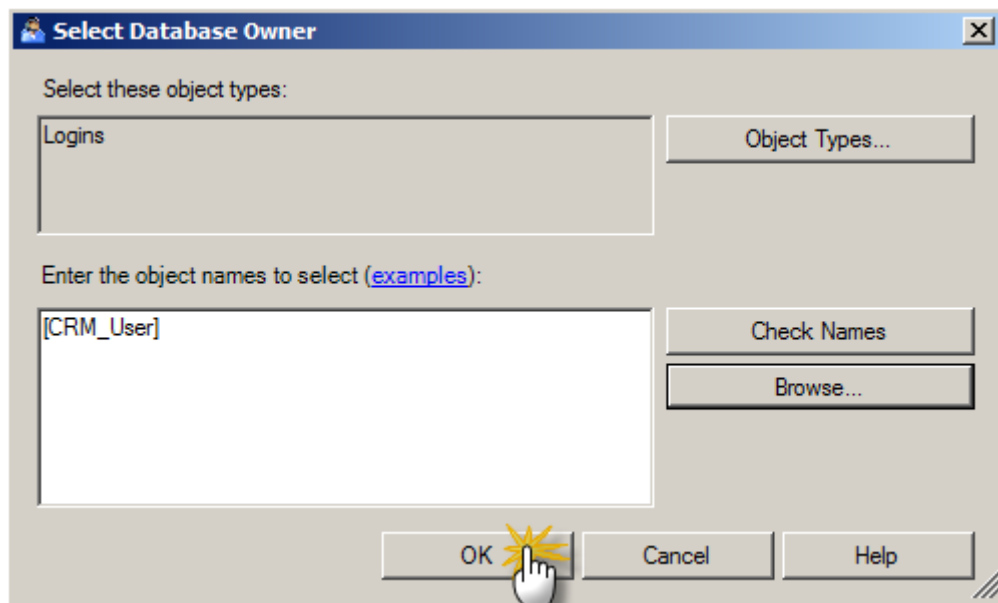 Select Database Owner
Select these object types:
Logins
Object Types...
Enter the object names to select (examples):
[CRM_User]
Check Names
Browse...
OK
Cancel
Help